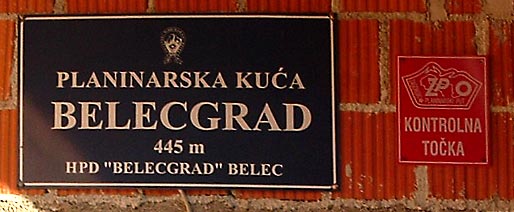 PLANINARSKA KUĆA
BELECGRAD
445 m
HPD "BELECGRAD" BELEC
KONTROLNA
TOČKA